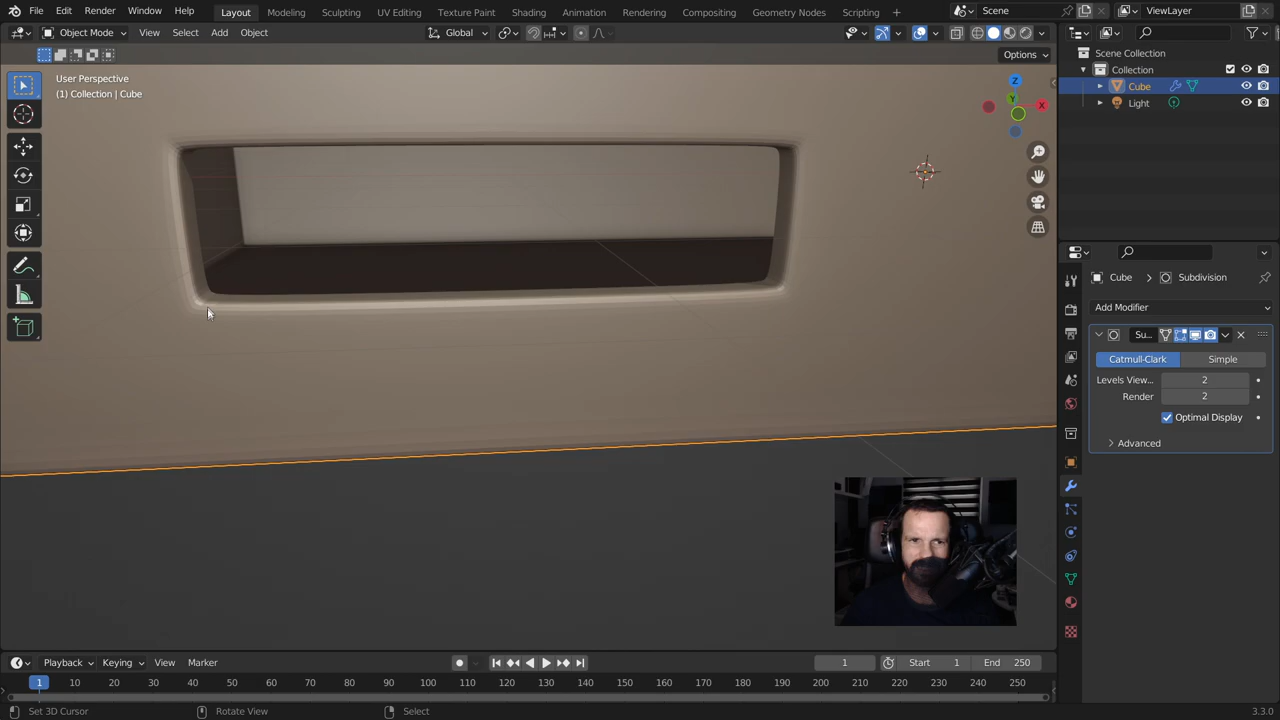 File Edit Render Window Help Layout Modeling Sculpting UV Editing Texture Paint Shading Animation Rendering Compositing Geometry Nodes Scripting Scene ViewLayer
Object Mode View Select Add Object Global
Options
User Perspective
(1) Collection | Cube
X
Y
Z
Scene Collection
Collection
Cube
Light
Cube > Subdivision
Add Modifier
Su...
Catmull-Clark Simple
Levels View... 2
Render 2
Optimal Display
Advanced
Playback Keying View Marker 1 Start 1 End 250
1 10 20 30 40 50 60 70 80 90 100 110 120 130 140 150 160 170 180 190 200 210 220 230 240 250
Set 3D Cursor Rotate View Select 3.3.0